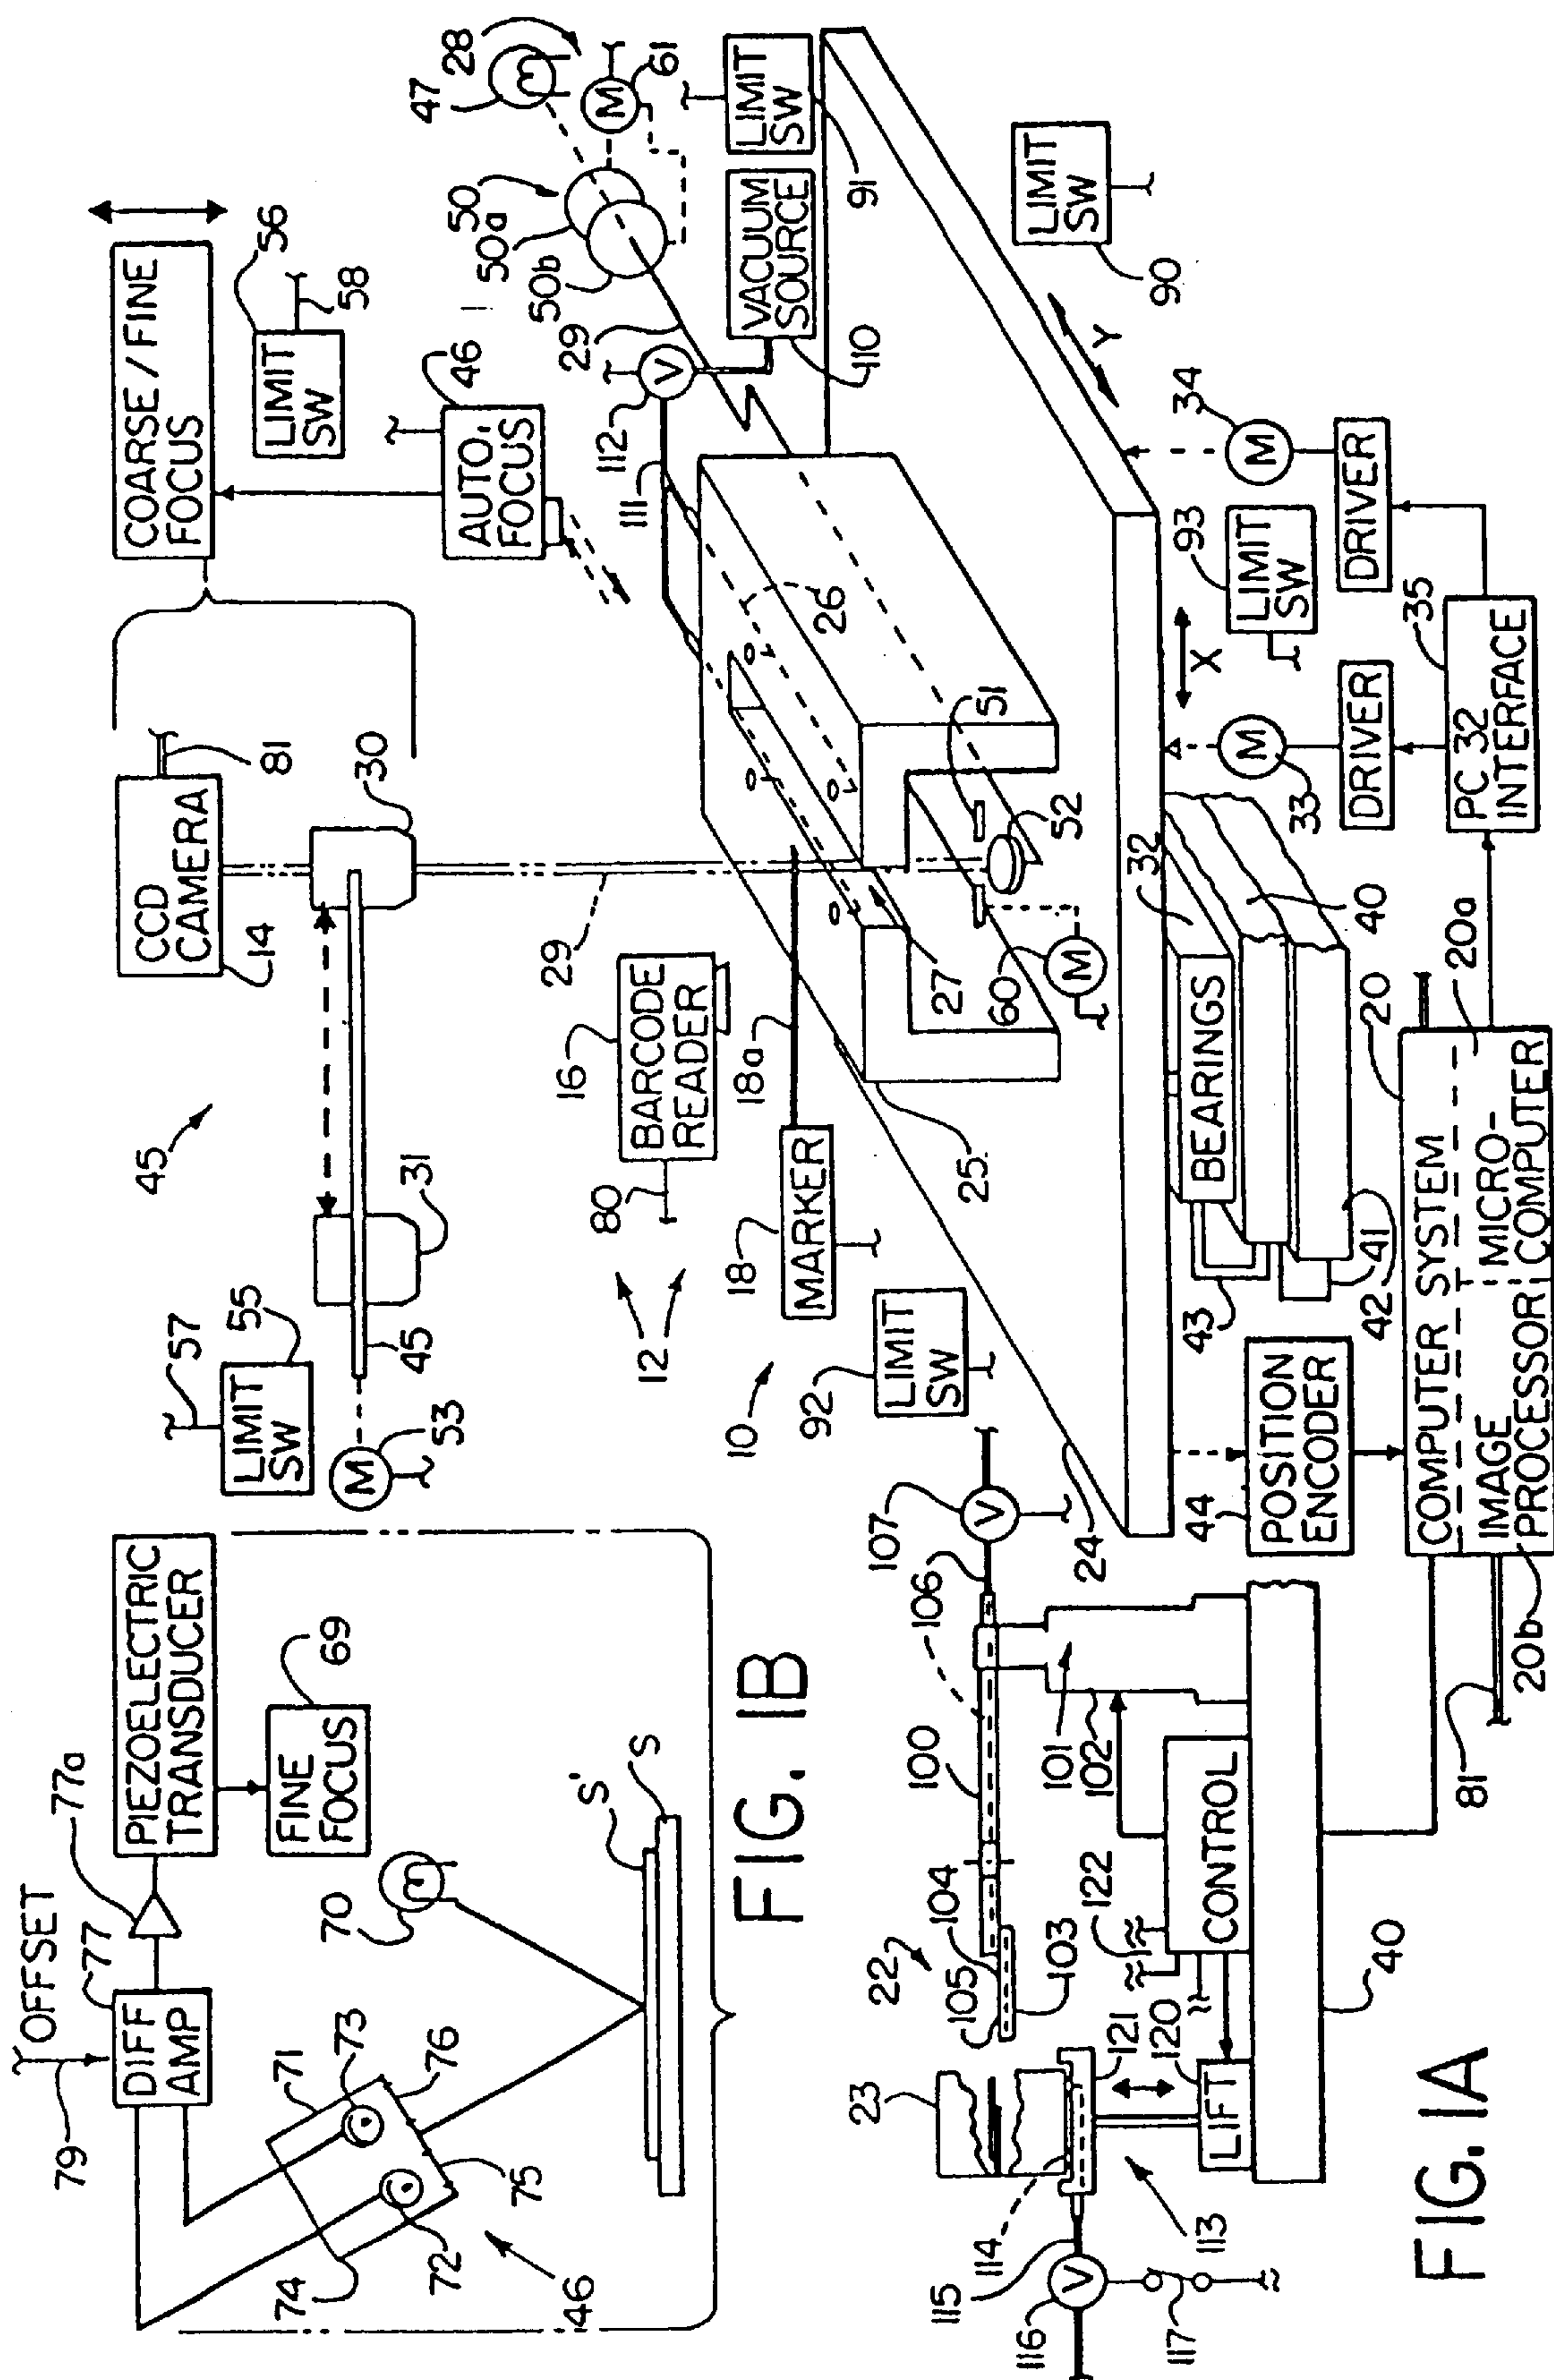 OFFSET
79
77
DIFF
AMP
77a
PIEZOELECTRIC
TRANSDUCER
69
FINE
FOCUS
71
73
74
72
75
76
46
70
S'
S
FIG. 1B
57
LIMIT
SW
55
M
53
45
45
31
30
CCD
CAMERA
14
81
COARSE/FINE
FOCUS
LIMIT
SW
56
58
AUTO.
FOCUS
46
29
16
BARCODE
READER
80
12
18
MARKER
18a
10
92
LIMIT
SW
47
28
M
61
50
50a
50b
29
112
V
111
VACUUM
SOURCE
110
LIMIT
SW
91
LIMIT
SW
90
26
27
25
51
52
60
M
24
Y
X
34
M
DRIVER
93
LIMIT
SW
M
33
DRIVER
35
PC 32
INTERFACE
32
BEARINGS
40
43
41
42
44
POSITION
ENCODER
20
20a
COMPUTER SYSTEM
IMAGE
PROCESSOR
MICRO-
COMPUTER
20b
81
107
V
106
100
101
102
104
105
103
22
23
CONTROL
122
121
120
LIFT
40
113
114
115
116
V
117
FIG. 1A